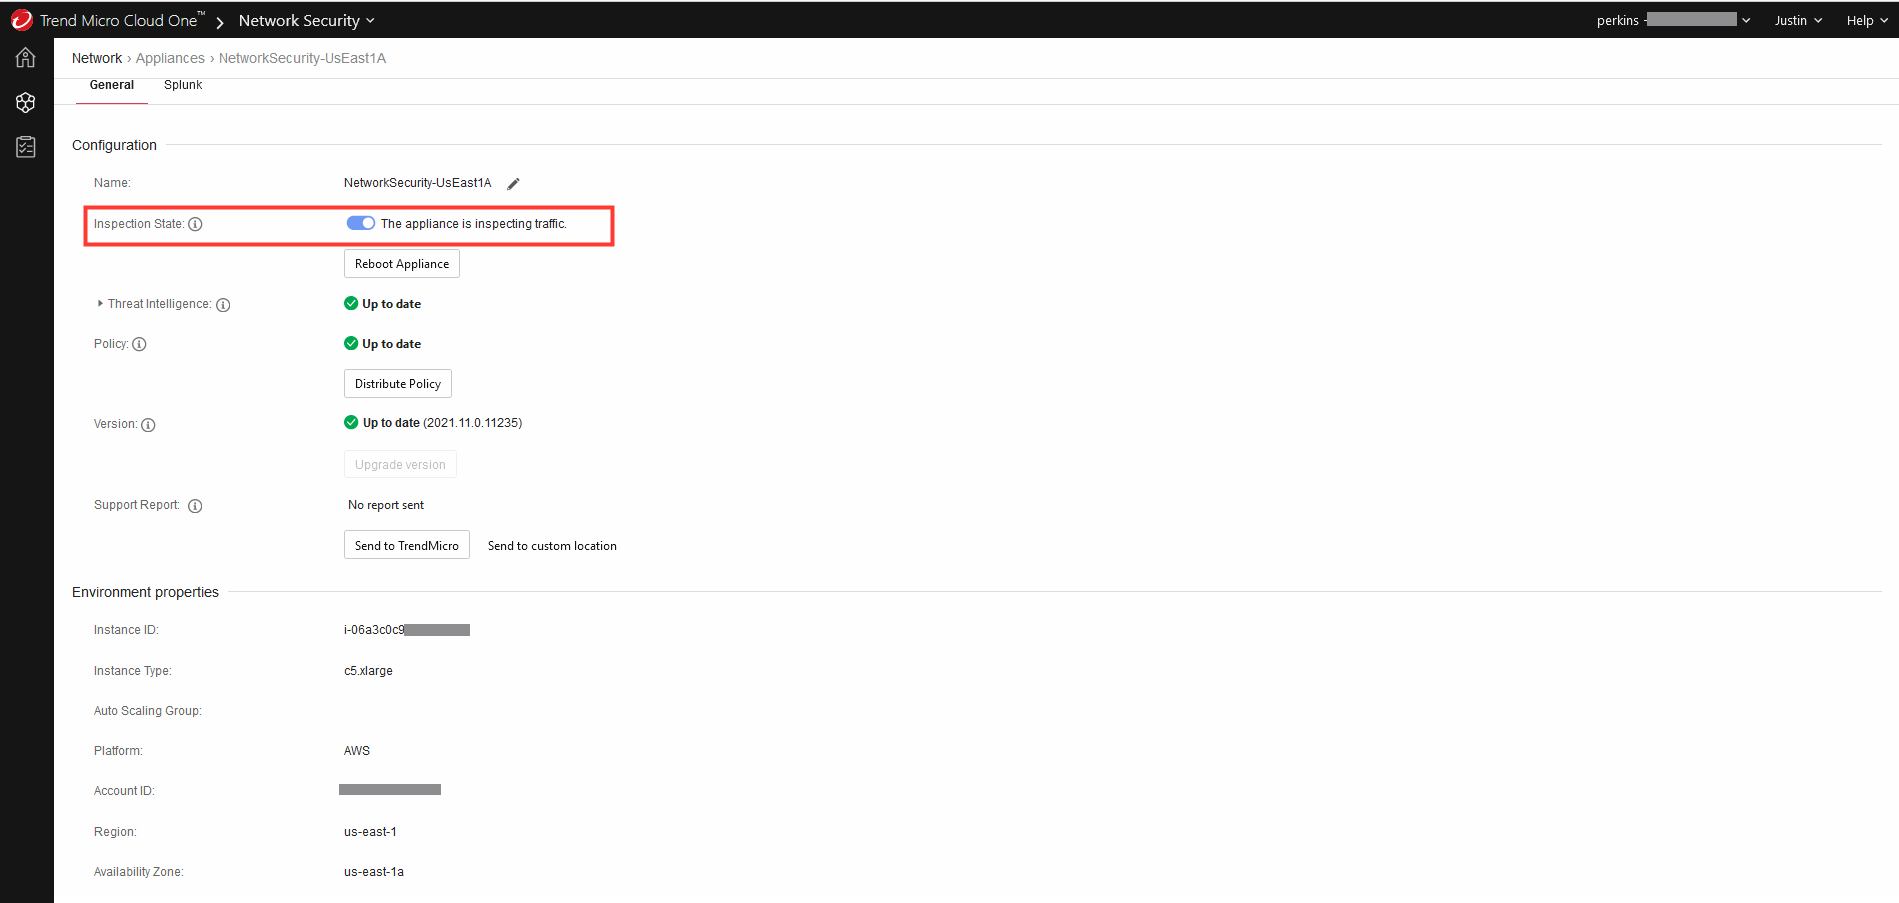 Trend Micro Cloud One™ Network Security perkins - Justin Help
Network › Appliances › NetworkSecurity-UsEast1A
General Splunk
Configuration
Name: NetworkSecurity-UsEast1A
Inspection State: The appliance is inspecting traffic.
Reboot Appliance
Threat Intelligence: Up to date
Policy: Up to date
Distribute Policy
Version: Up to date (2021.11.0.11235)
Upgrade version
Support Report: No report sent
Send to TrendMicro Send to custom location
Environment properties
Instance ID: i-06a3c0c9
Instance Type: c5.xlarge
Auto Scaling Group:
Platform: AWS
Account ID:
Region: us-east-1
Availability Zone: us-east-1a